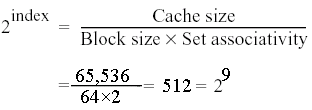 2^index = Cache size / Block size × Set associativity
= 65,536 / 64×2 = 512 = 2^9